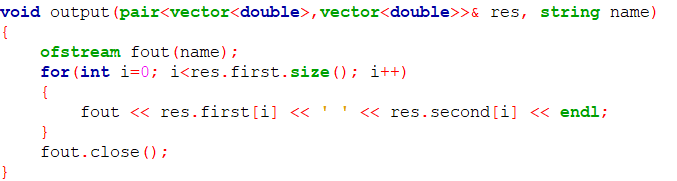 void output(pair<vector<double>,vector<double>>& res, string name)
{
    ofstream fout(name);
    for(int i=0; i<res.first.size(); i++)
    {
        fout << res.first[i] << ' ' << res.second[i] << endl;
    }
    fout.close();
}